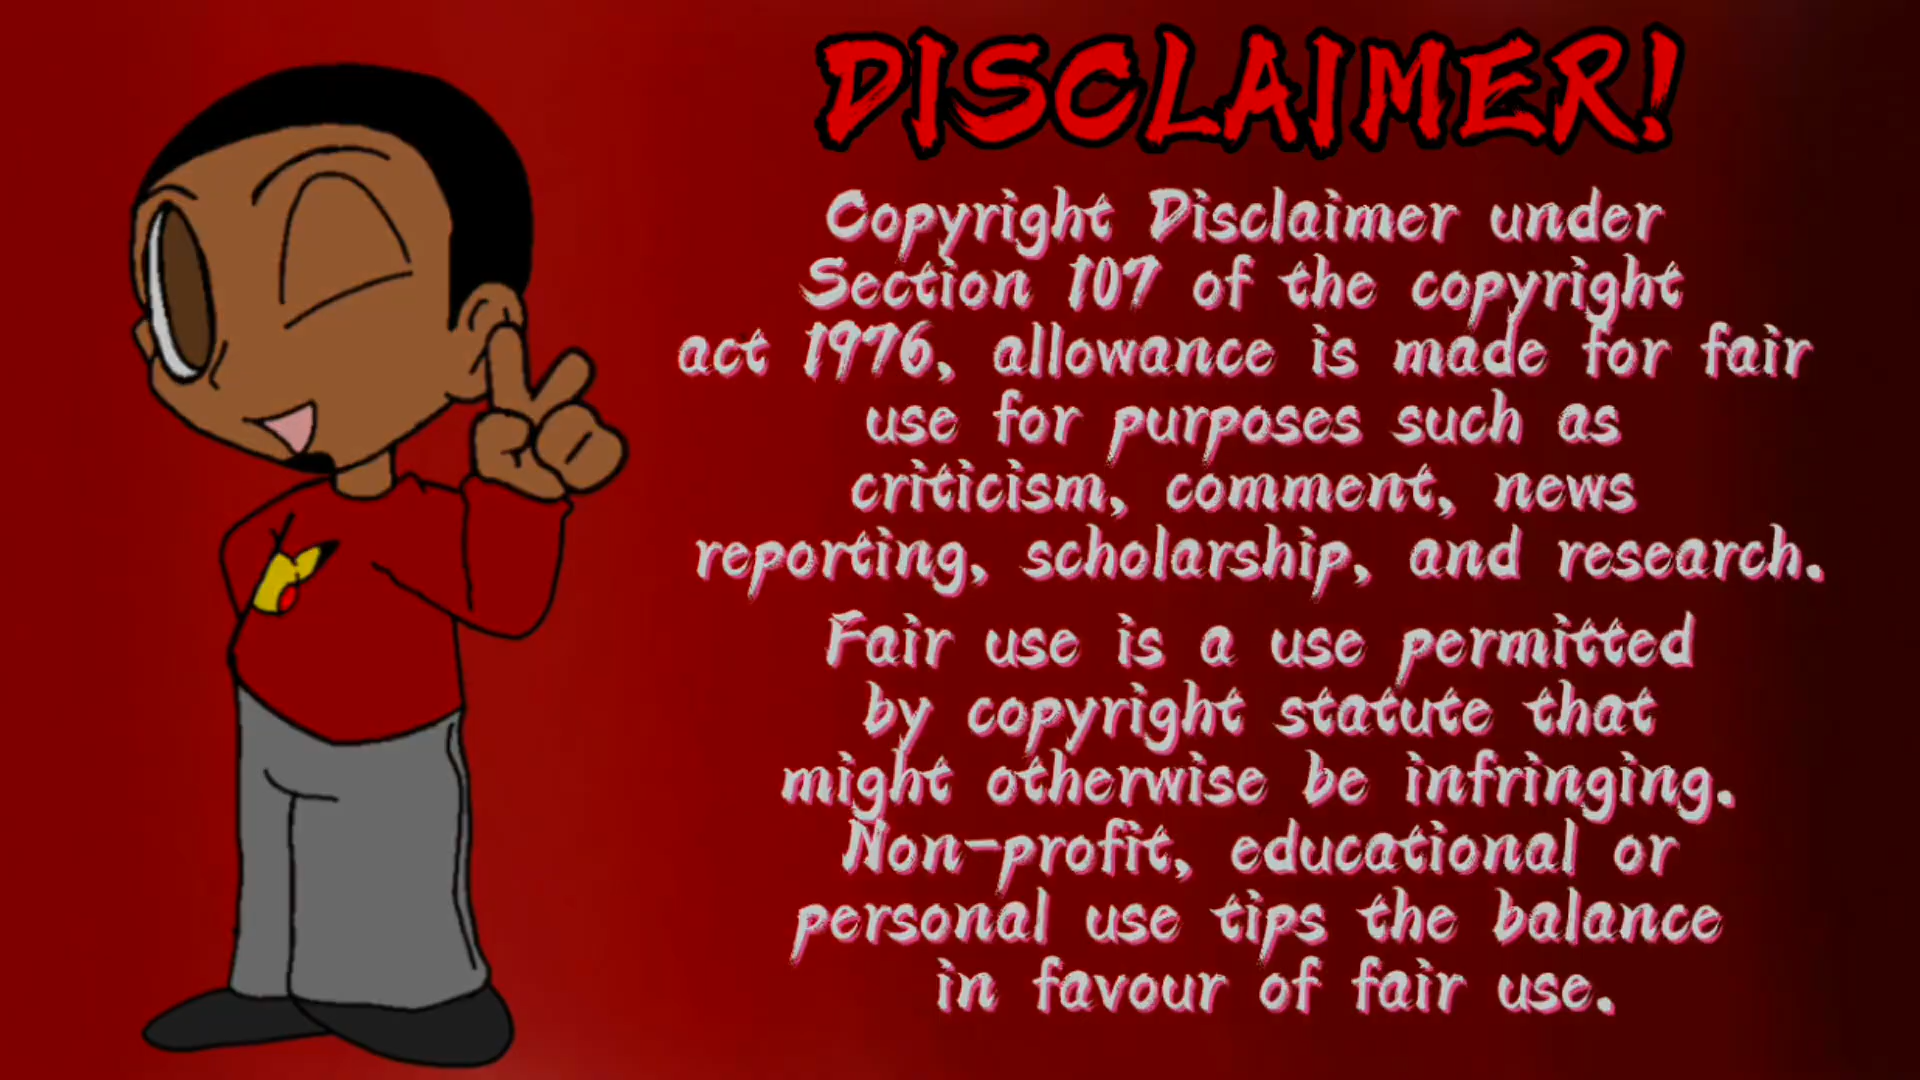 DISCLAIMER!
Copyright Disclaimer under
Section 107 of the copyright
act 1976, allowance is made for fair
use for purposes such as
criticism, comment, news
reporting, scholarship, and research.
Fair use is a use permitted
by copyright statute that
might otherwise be infringing.
Non-profit, educational or
personal use tips the balance
in favour of fair use.